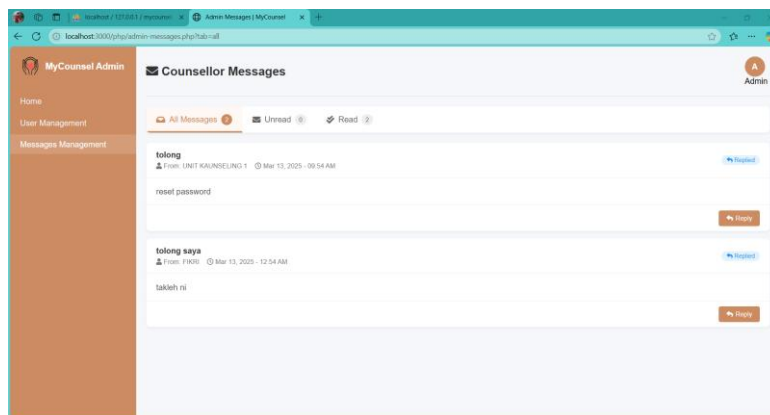 localhost / 127.0.0.1 / mycounsel
Admin Messages | MyCounsel
localhost:3000/php/admin-messages.php?tab=all
MyCounsel Admin
Home
User Management
Messages Management
Counsellor Messages
A
Admin
All Messages 2 Unread 0 Read 2
tolong
From: UNIT KAUNSELING 1 Mar 13, 2025 - 09:54 AM
Replied
reset password
Reply
tolong saya
From: FIKRI Mar 13, 2025 - 12:54 AM
Replied
takleh ni
Reply